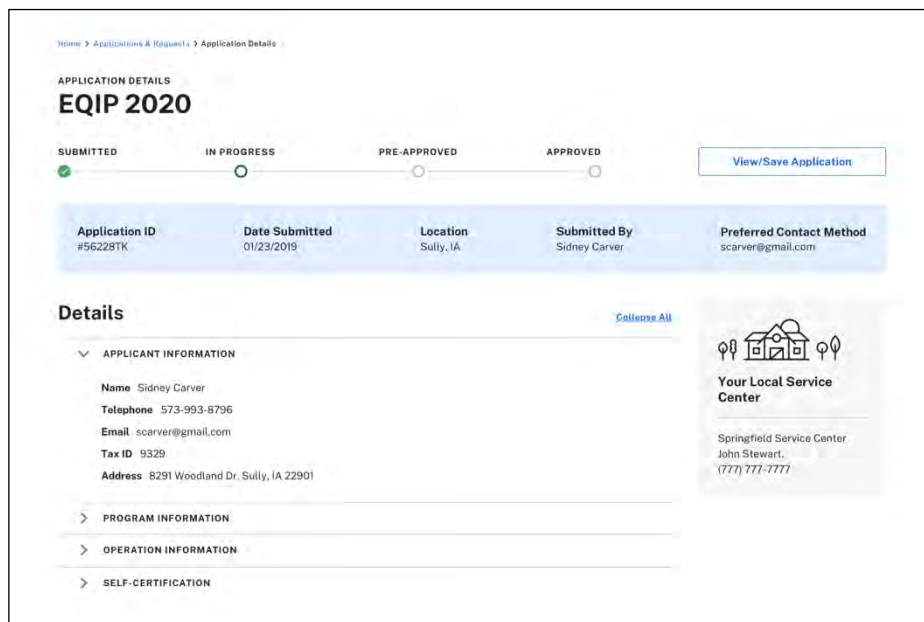 Home > Applications & Requests > Application Details
APPLICATION DETAILS
EQIP 2020
SUBMITTED IN PROGRESS PRE-APPROVED APPROVED
View/Save Application
Application ID Date Submitted Location Submitted By Preferred Contact Method
#56228TK 01/23/2019 Sully, IA Sidney Carver scarver@gmail.com
Details
Collapse All
APPLICANT INFORMATION
Name Sidney Carver
Telephone 573-993-8796
Email scarver@gmail.com
Tax ID 9329
Address 8291 Woodland Dr. Sully, IA 22901
PROGRAM INFORMATION
OPERATION INFORMATION
SELF-CERTIFICATION
Your Local Service
Center
Springfield Service Center
John Stewart.
(777) 777-7777